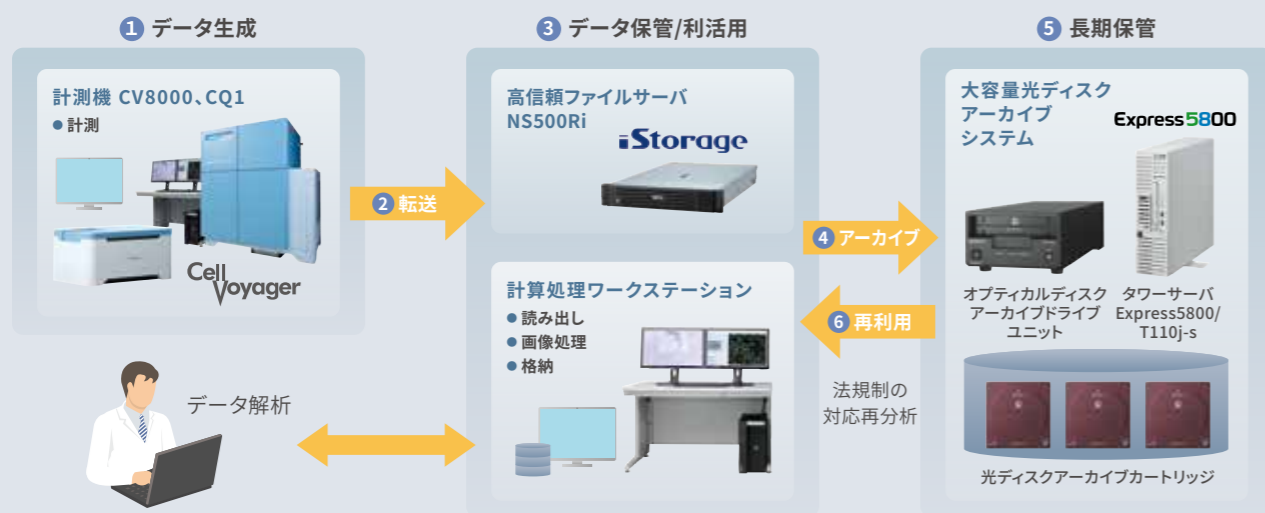 1 データ生成
計測機 CV8000、CQ1
● 計測
Cell
Voyager
2 転送
3 データ保管/利活用
高信頼ファイルサーバ
NS500Ri
iStorage
計算処理ワークステーション
● 読み出し
● 画像処理
● 格納
データ解析
4 アーカイブ
6 再利用
法規制の
対応再分析
5 長期保管
大容量光ディスク
アーカイブ
システム
Express5800
オプティカルディスク
アーカイブドライブ
ユニット
タワーサーバ
Express5800/
T110j-s
光ディスクアーカイブカートリッジ